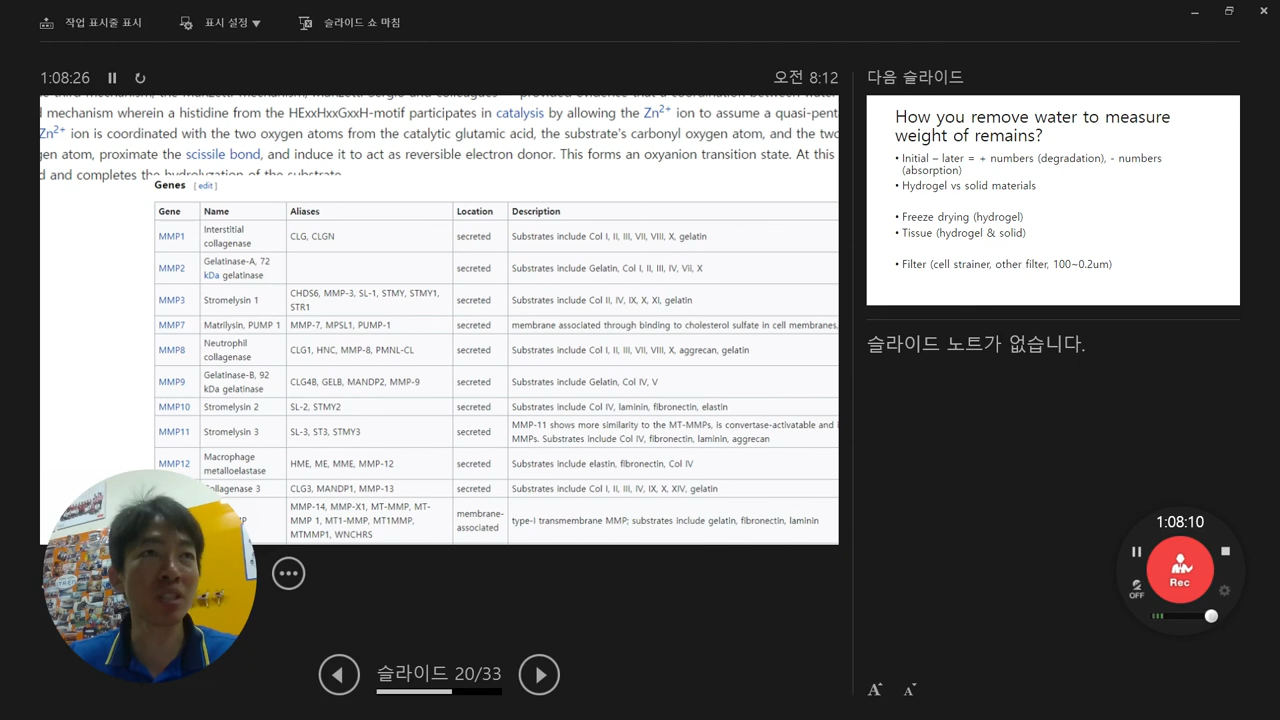 작업 표시줄 표시
표시 설정 ▼
슬라이드 쇼 마침
1:08:26
오전 8:12
다음 슬라이드
d mechanism wherein a histidine from the HExxHxxGxxH-motif participates in catalysis by allowing the Zn2+ ion to assume a quasi-pent
Zn2+ ion is coordinated with the two oxygen atoms from the catalytic glutamic acid, the substrate's carbonyl oxygen atom, and the two
gen atom, proximate the scissile bond, and induce it to act as reversible electron donor. This forms an oxyanion transition state. At this
d and completes the hydrolyzation of the substrate
Genes [ edit ]
Gene Name Aliases Location Description
MMP1 Interstitial collagenase CLG, CLGN secreted Substrates include Col I, II, III, VII, VIII, X, gelatin
MMP2 Gelatinase-A, 72 kDa gelatinase secreted Substrates include Gelatin, Col I, II, III, IV, Vii, X
MMP3 Stromelysin 1 CHDS6, MMP-3, SL-1, STMY, STMY1, STR1 secreted Substrates include Col II, IV, IX, X, XI, gelatin
MMP7 Matrilysin, PUMP 1 MMP-7, MPSL1, PUMP-1 secreted membrane associated through binding to cholesterol sulfate in cell membranes,
MMP8 Neutrophil collagenase CLG1, HNC, MMP-8, PMNL-CL secreted Substrates include Col I, II, III, VII, VIII, X, aggrecan, gelatin
MMP9 Gelatinase-B, 92 kDa gelatinase CLG4B, GELB, MANDP2, MMP-9 secreted Substrates include Gelatin, Col IV, V
MMP10 Stromelysin 2 SL-2, STMY2 secreted Substrates include Col IV, laminin, fibronectin, elastin
MMP11 Stromelysin 3 SL-3, ST3, STMY3 secreted MMP-11 shows more similarity to the MT-MMPs, is convertase-activatable and i
MMPs. Substrates include Col IV, fibronectin, laminin, aggrecan
MMP12 Macrophage metalloelastase HME, ME, MME, MMP-12 secreted Substrates include elastin, fibronectin, Col IV
ollagenase 3 CLG3, MANDP1, MMP-13 secreted Substrates include Col I, II, III, IV, IX, X, XIV, gelatin
MMP-14, MMP-X1, MT-MMP, MT-MMP 1, MT1-MMP, MT1MMP, MTMMP1, WNCHRS membrane-associated type-I transmembrane MMP; substrates include gelatin, fibronectin, laminin
How you remove water to measure
weight of remains?
• Initial – later = + numbers (degradation), - numbers
(absorption)
• Hydrogel vs solid materials
• Freeze drying (hydrogel)
• Tissue (hydrogel & solid)
• Filter (cell strainer, other filter, 100~0.2um)
슬라이드 노트가 없습니다.
1:08:10
Rec
OFF
슬라이드 20/33
A A